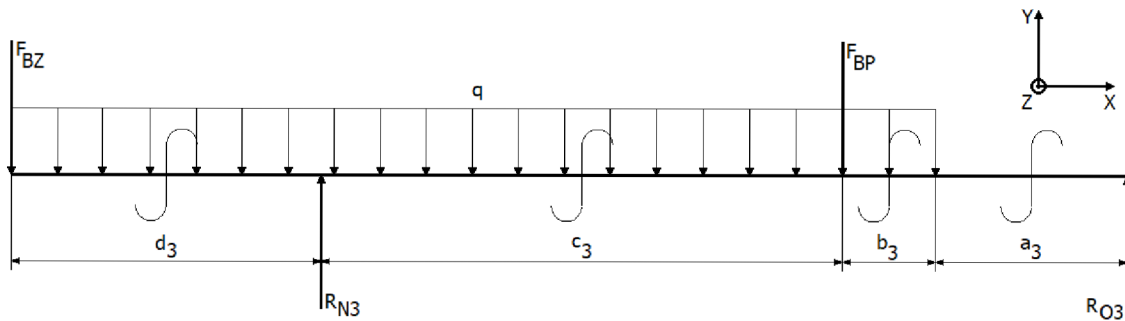 F_BZ
F_BP
Y
q
Z
X
d_3
c_3
b_3
a_3
R_N3
R_O3